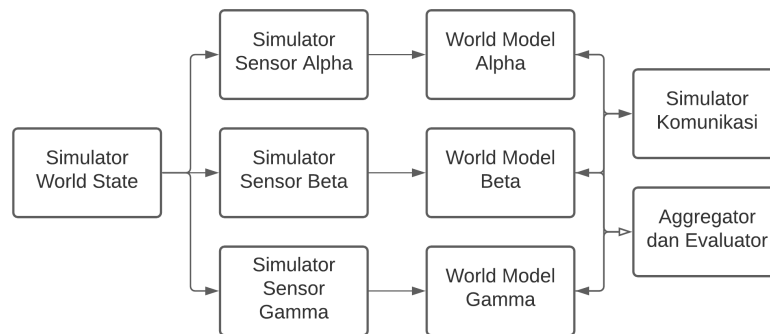 Simulator
World State
Simulator
Sensor Alpha
Simulator
Sensor Beta
Simulator
Sensor
Gamma
World Model
Alpha
World Model
Beta
World Model
Gamma
Simulator
Komunikasi
Aggregator
dan Evaluator